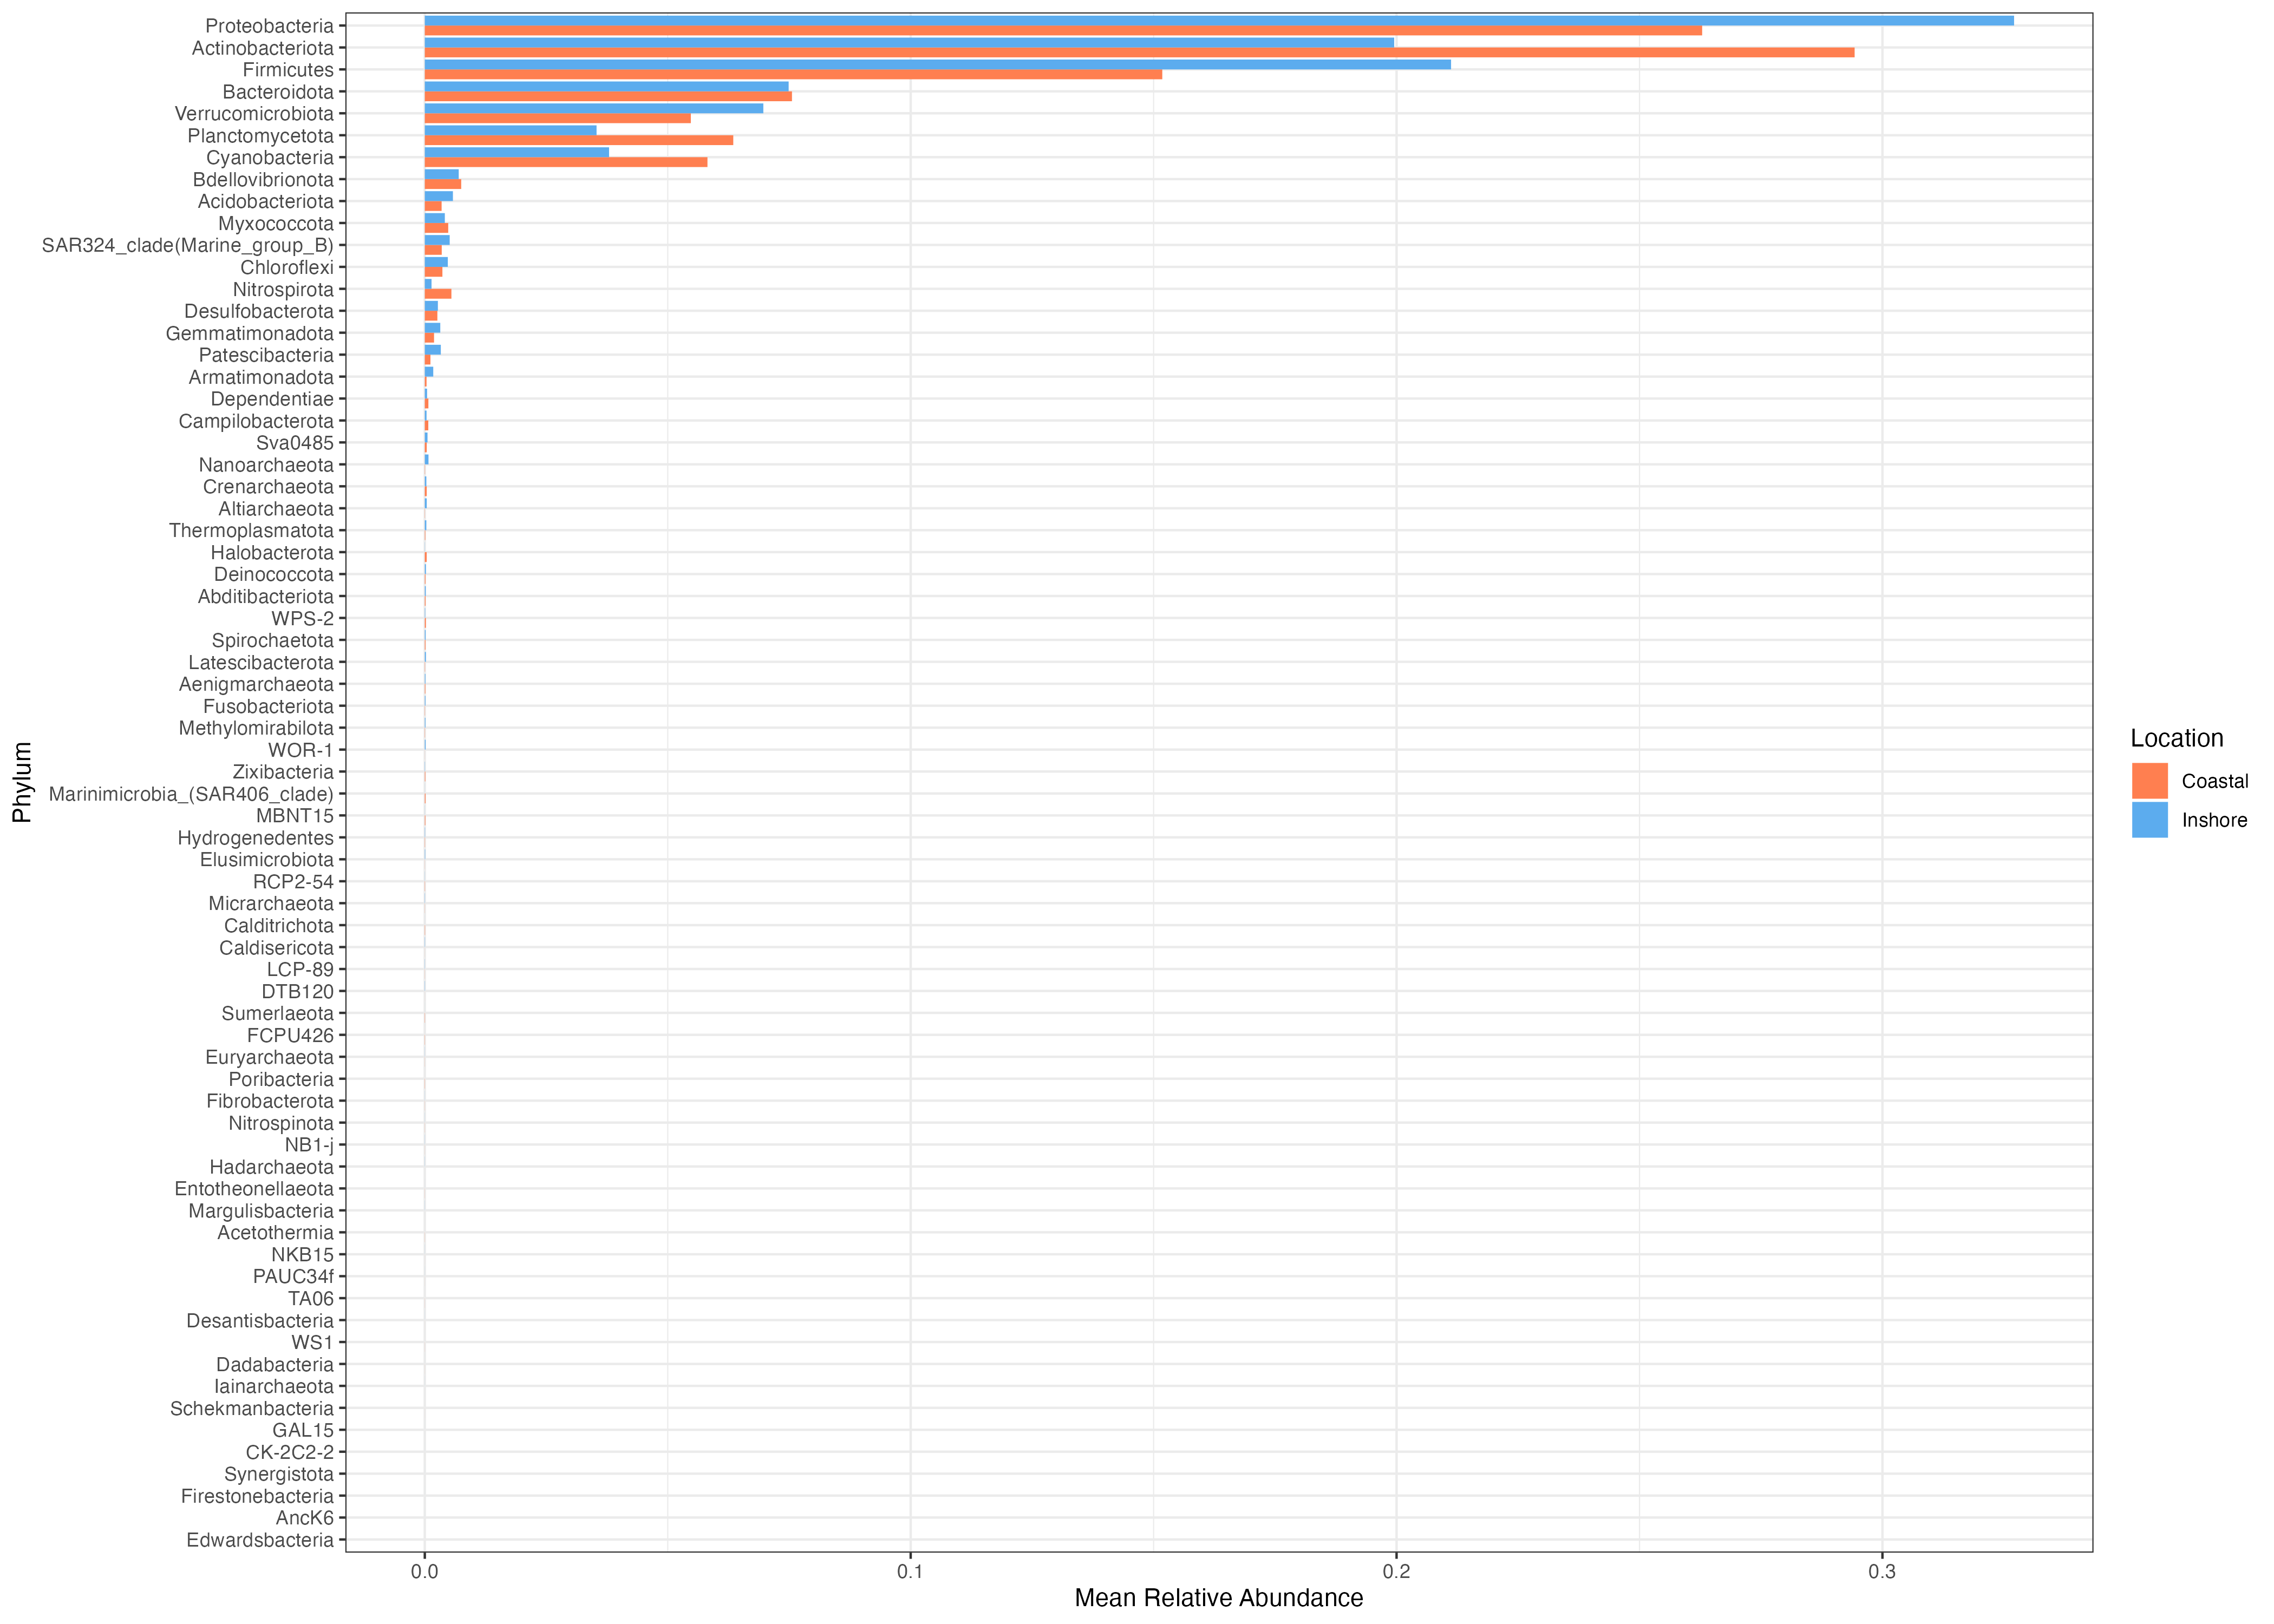 Proteobacteria
Actinobacteriota
Firmicutes
Bacteroidota
Verrucomicrobiota
Planctomycetota
Cyanobacteria
Bdellovibrionota
Acidobacteriota
Myxococcota
SAR324_clade(Marine_group_B)
Chloroflexi
Nitrospirota
Desulfobacterota
Gemmatimonadota
Patescibacteria
Armatimonadota
Dependentiae
Campilobacterota
Sva0485
Nanoarchaeota
Crenarchaeota
Altiarchaeota
Thermoplasmatota
Halobacterota
Deinococcota
Abditibacteriota
WPS-2
Spirochaetota
Latescibacterota
Aenigmarchaeota
Fusobacteriota
Methylomirabilota
WOR-1
Zixibacteria
Marinimicrobia_(SAR406_clade)
MBNT15
Hydrogenedentes
Elusimicrobiota
RCP2-54
Micrarchaeota
Calditrichota
Caldisericota
LCP-89
DTB120
Sumerlaeota
FCPU426
Euryarchaeota
Poribacteria
Fibrobacterota
Nitrospinota
NB1-j
Hadarchaeota
Entotheonellaeota
Margulisbacteria
Acetothermia
NKB15
PAUC34f
TA06
Desantisbacteria
WS1
Dadabacteria
Iainarchaeota
Schekmanbacteria
GAL15
CK-2C2-2
Synergistota
Firestonebacteria
AncK6
Edwardsbacteria
Phylum
0.0 0.1 0.2 0.3
Mean Relative Abundance
Location
Coastal
Inshore